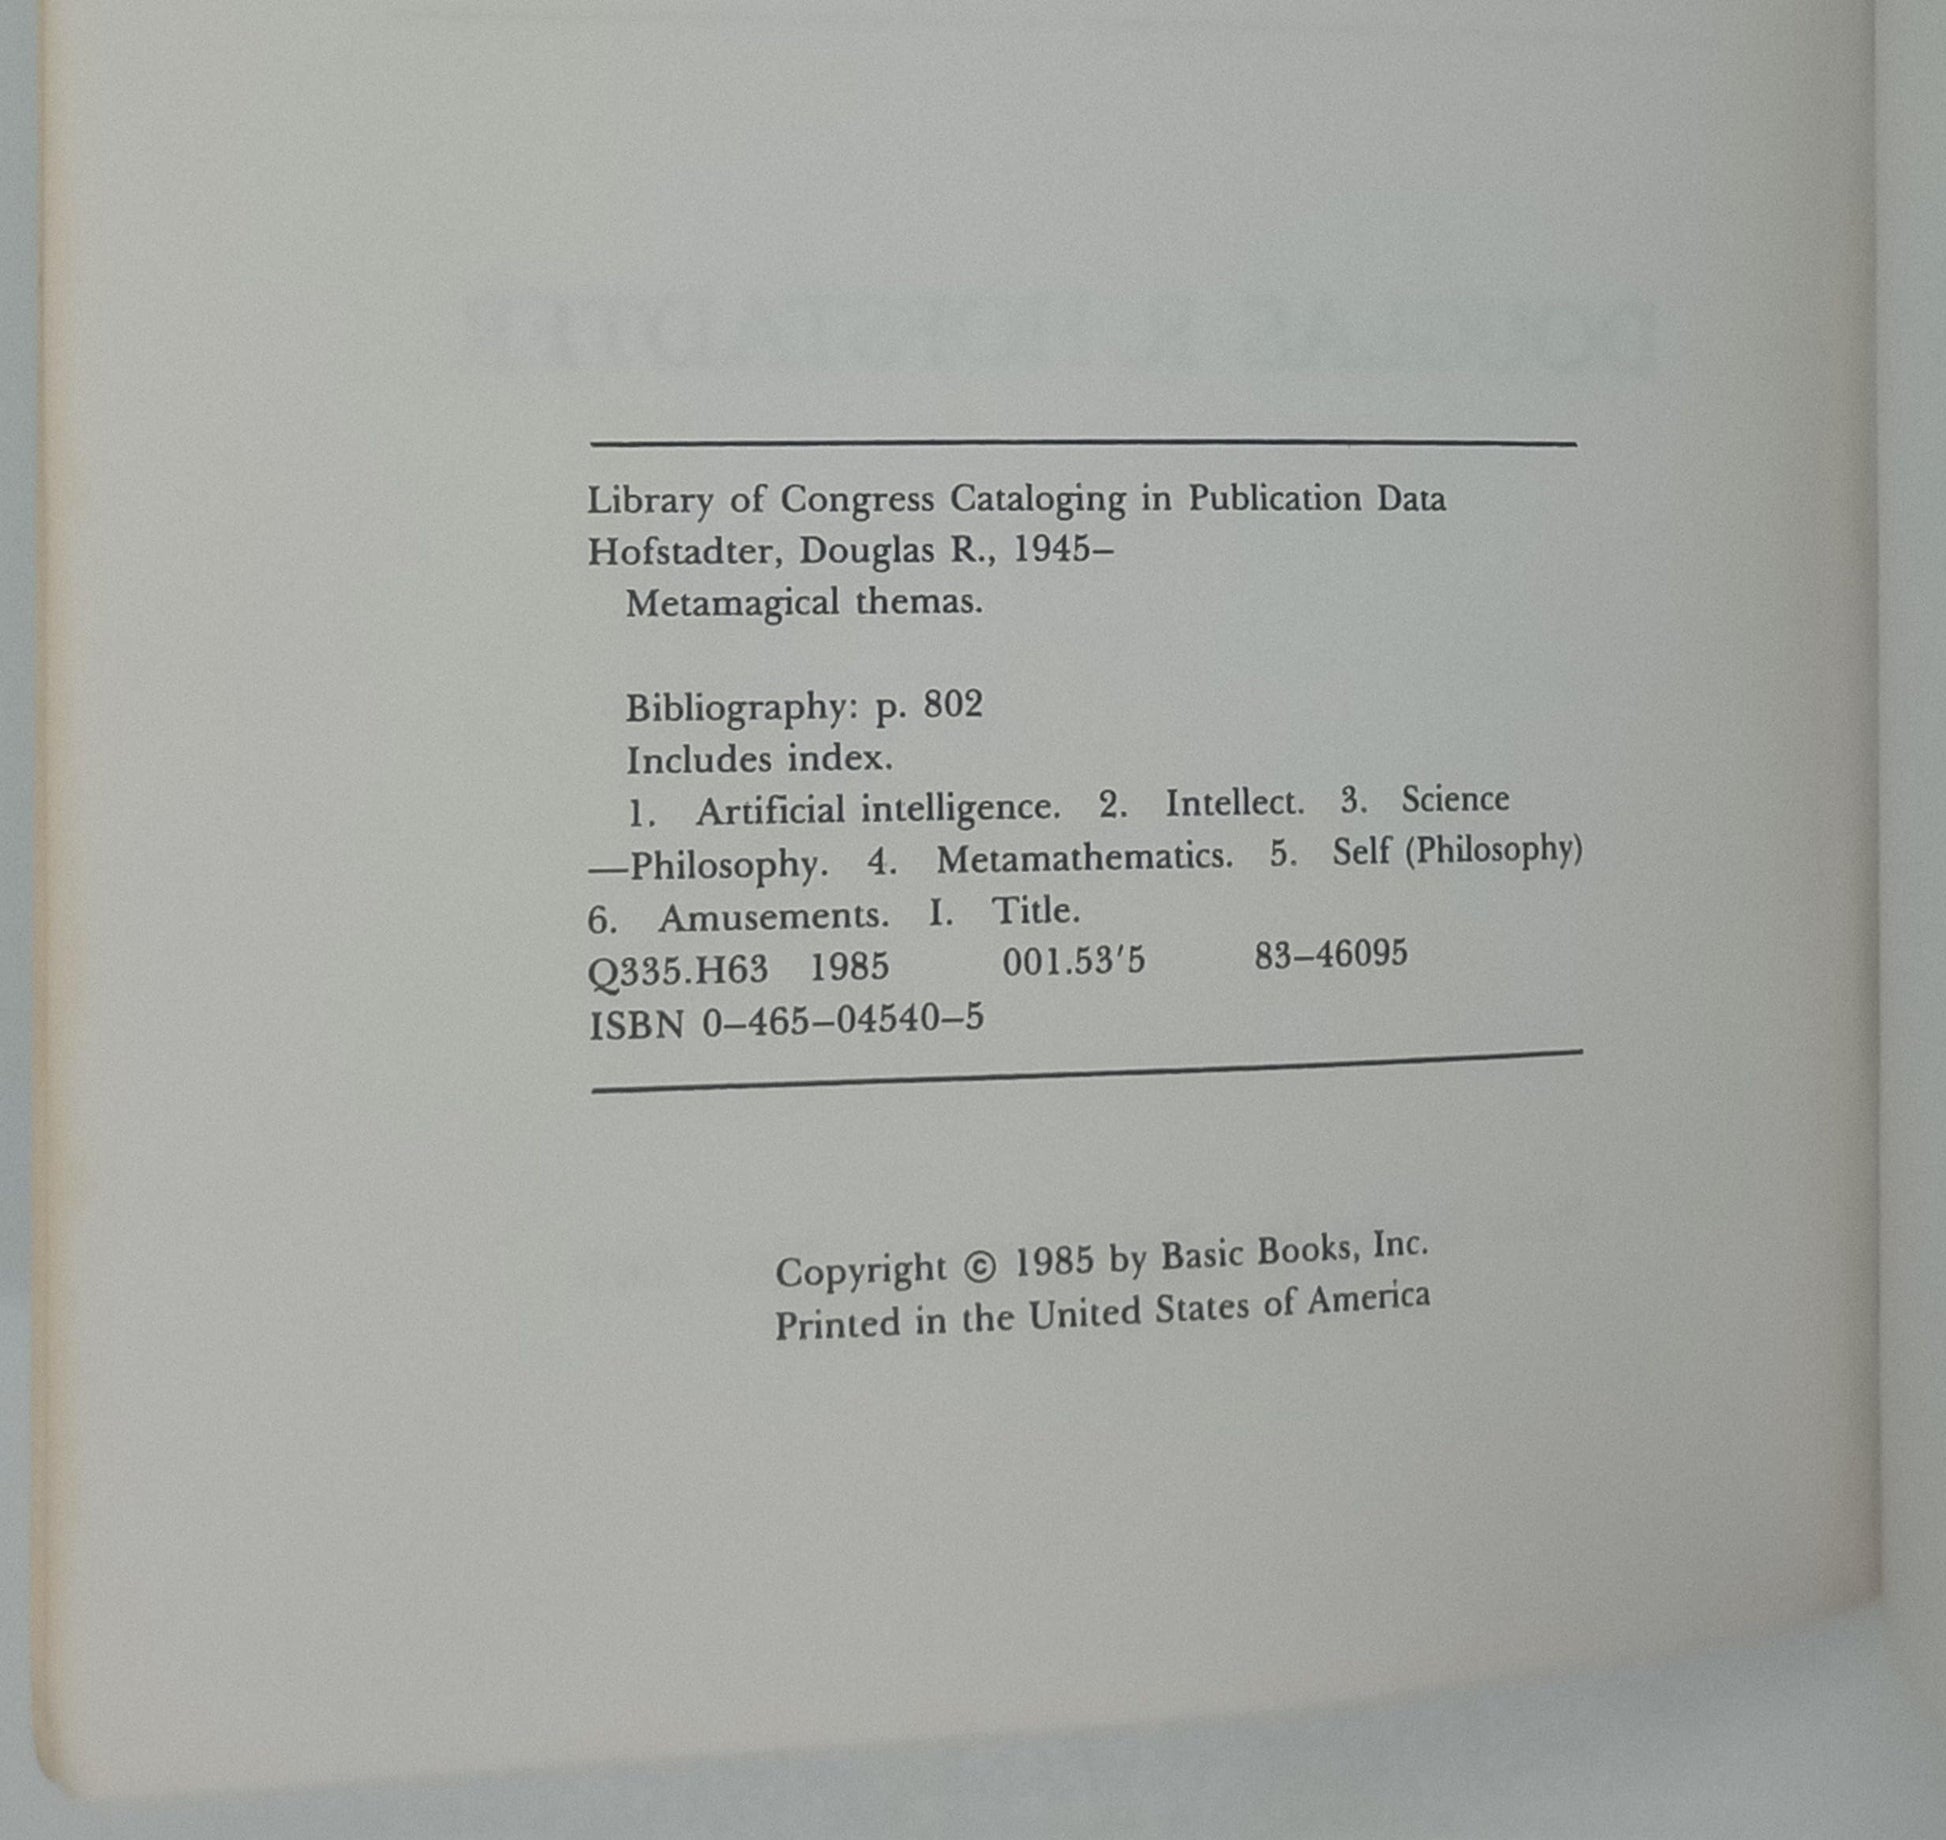 Library of Congress Cataloging in Publication Data
Hofstadter, Douglas R., 1945–
Metamagical themas.
Bibliography: p. 802
Includes index.
1. Artificial intelligence. 2. Intellect. 3. Science
—Philosophy. 4. Metamathematics. 5. Self (Philosophy)
6. Amusements. I. Title.
Q335.H63 1985 001.53′5 83–46095
ISBN 0–465–04540–5
Copyright © 1985 by Basic Books, Inc.
Printed in the United States of America